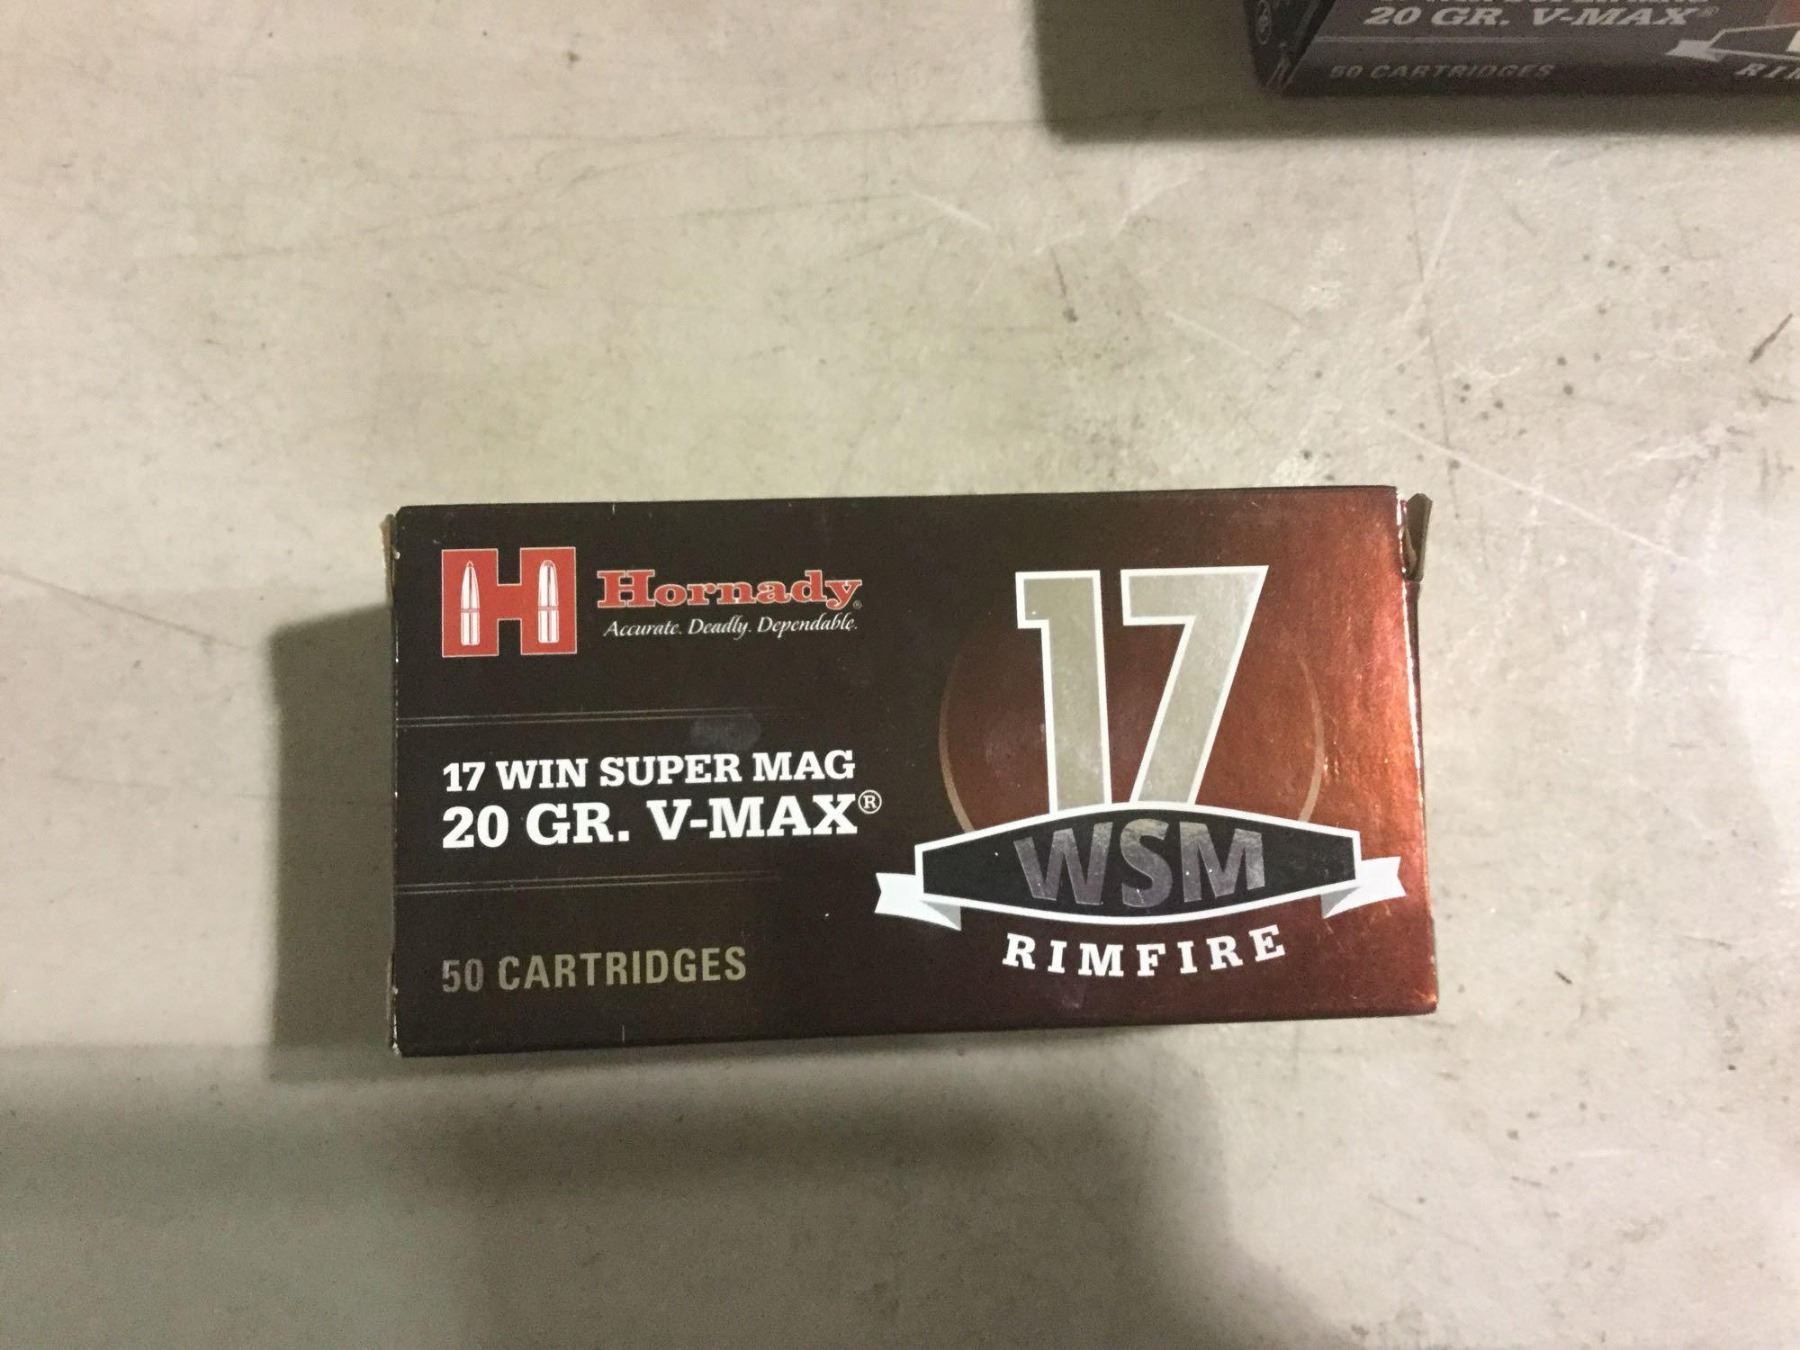 20 GR. V-MAX®
50 CARTRIDGES
Hornady®
Accurate. Deadly. Dependable.
17 WIN SUPER MAG
20 GR. V-MAX®
50 CARTRIDGES
17
WSM
RIMFIRE